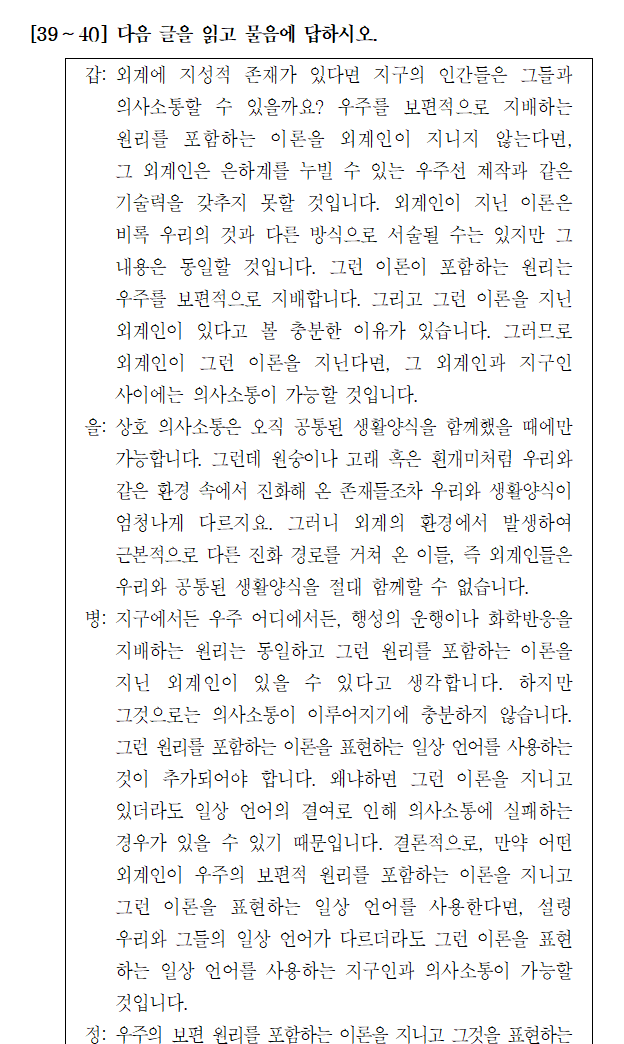 [39～40] 다음 글을 읽고 물음에 답하시오.
갑: 외계에 지성적 존재가 있다면 지구의 인간들은 그들과
의사소통할 수 있을까요? 우주를 보편적으로 지배하는
원리를 포함하는 이론을 외계인이 지니지 않는다면,
그 외계인은 은하계를 누빌 수 있는 우주선 제작과 같은
기술력을 갖추지 못할 것입니다. 외계인이 지닌 이론은
비록 우리의 것과 다른 방식으로 서술될 수는 있지만 그
내용은 동일할 것입니다. 그런 이론이 포함하는 원리는
우주를 보편적으로 지배합니다. 그리고 그런 이론을 지닌
외계인이 있다고 볼 충분한 이유가 있습니다. 그러므로
외계인이 그런 이론을 지닌다면, 그 외계인과 지구인
사이에는 의사소통이 가능할 것입니다.
을: 상호 의사소통은 오직 공통된 생활양식을 함께했을 때에만
가능합니다. 그런데 원숭이나 고래 혹은 흰개미처럼 우리와
같은 환경 속에서 진화해 온 존재들조차 우리와 생활양식이
엄청나게 다르지요. 그러니 외계의 환경에서 발생하여
근본적으로 다른 진화 경로를 거쳐 온 이들, 즉 외계인들은
우리와 공통된 생활양식을 절대 함께할 수 없습니다.
병: 지구에서든 우주 어디에서든, 행성의 운행이나 화학반응을
지배하는 원리는 동일하고 그런 원리를 포함하는 이론을
지닌 외계인이 있을 수 있다고 생각합니다. 하지만
그것으로는 의사소통이 이루어지기에 충분하지 않습니다.
그런 원리를 포함하는 이론을 표현하는 일상 언어를 사용하는
것이 추가되어야 합니다. 왜냐하면 그런 이론을 지니고
있더라도 일상 언어의 결여로 인해 의사소통에 실패하는
경우가 있을 수 있기 때문입니다. 결론적으로, 만약 어떤
외계인이 우주의 보편적 원리를 포함하는 이론을 지니고
그런 이론을 표현하는 일상 언어를 사용한다면, 설령
우리와 그들의 일상 언어가 다르더라도 그런 이론을 표현
하는 일상 언어를 사용하는 지구인과 의사소통이 가능할
것입니다.
정: 우주의 보편 원리를 포함하는 이론을 지니고 그것을 표현하는